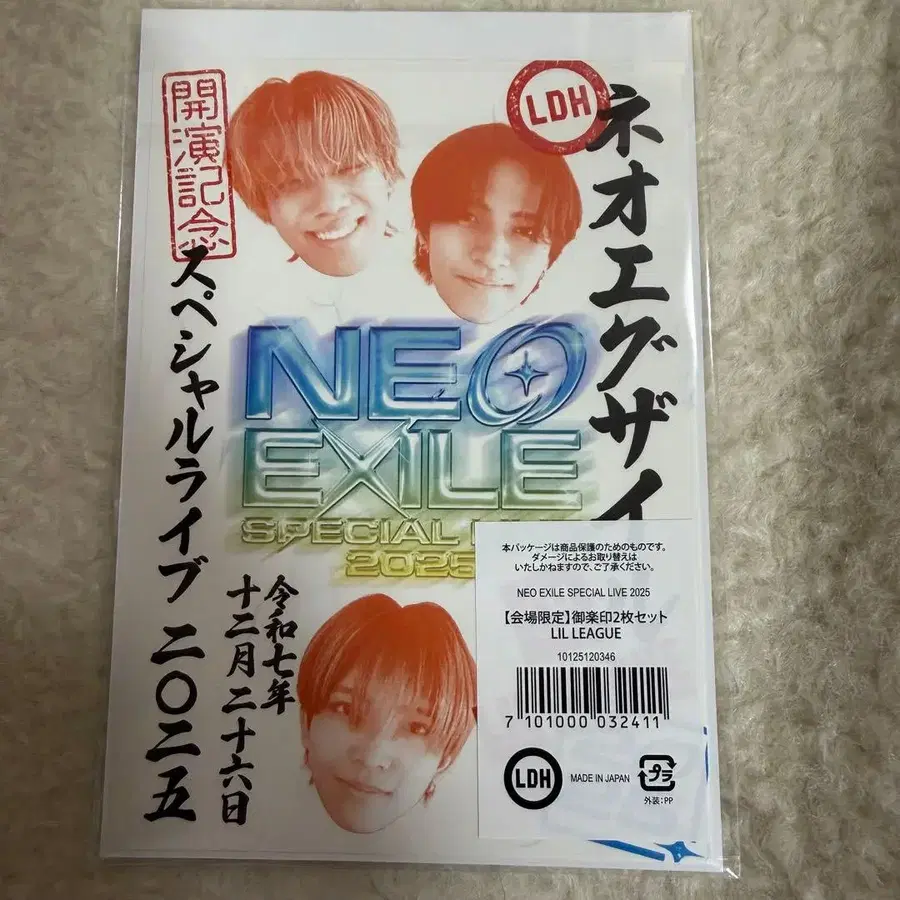 開演記念
LDH
ネオエグザイ
スペシャルライブ 二〇二五
NEO
EXILE
SPECIAL LI
2025
令和七年
十二月二十六日
本パッケージは商品保護のためのものです。
ダメージによるお取り替えは
いたしかねますので、ご了承ください。
NEO EXILE SPECIAL LIVE 2025
【会場限定】御楽印2枚セット
LIL LEAGUE
10125120346
7 101000 032411
LDH
MADE IN JAPAN
プラ
外装:PP